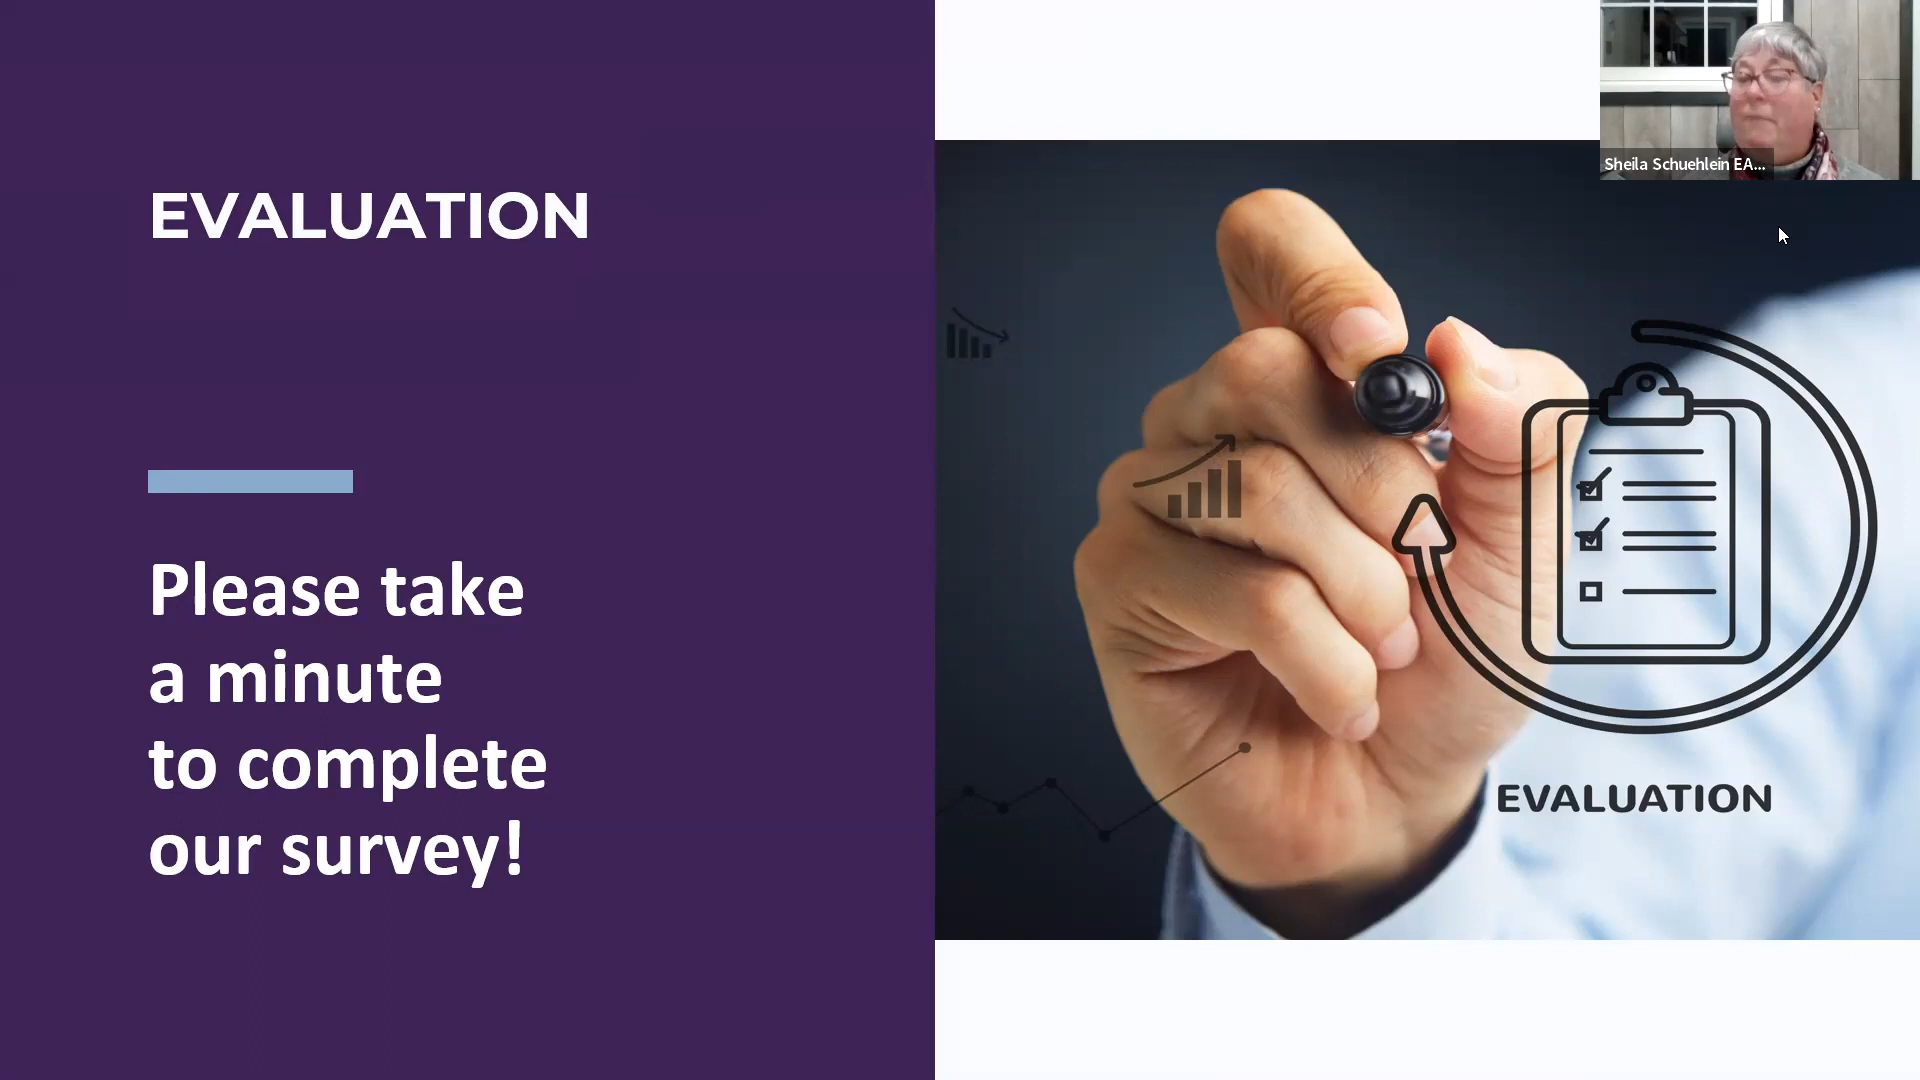 EVALUATION
Please take
a minute
to complete
our survey!
Sheila Schuehlein EA...
EVALUATION